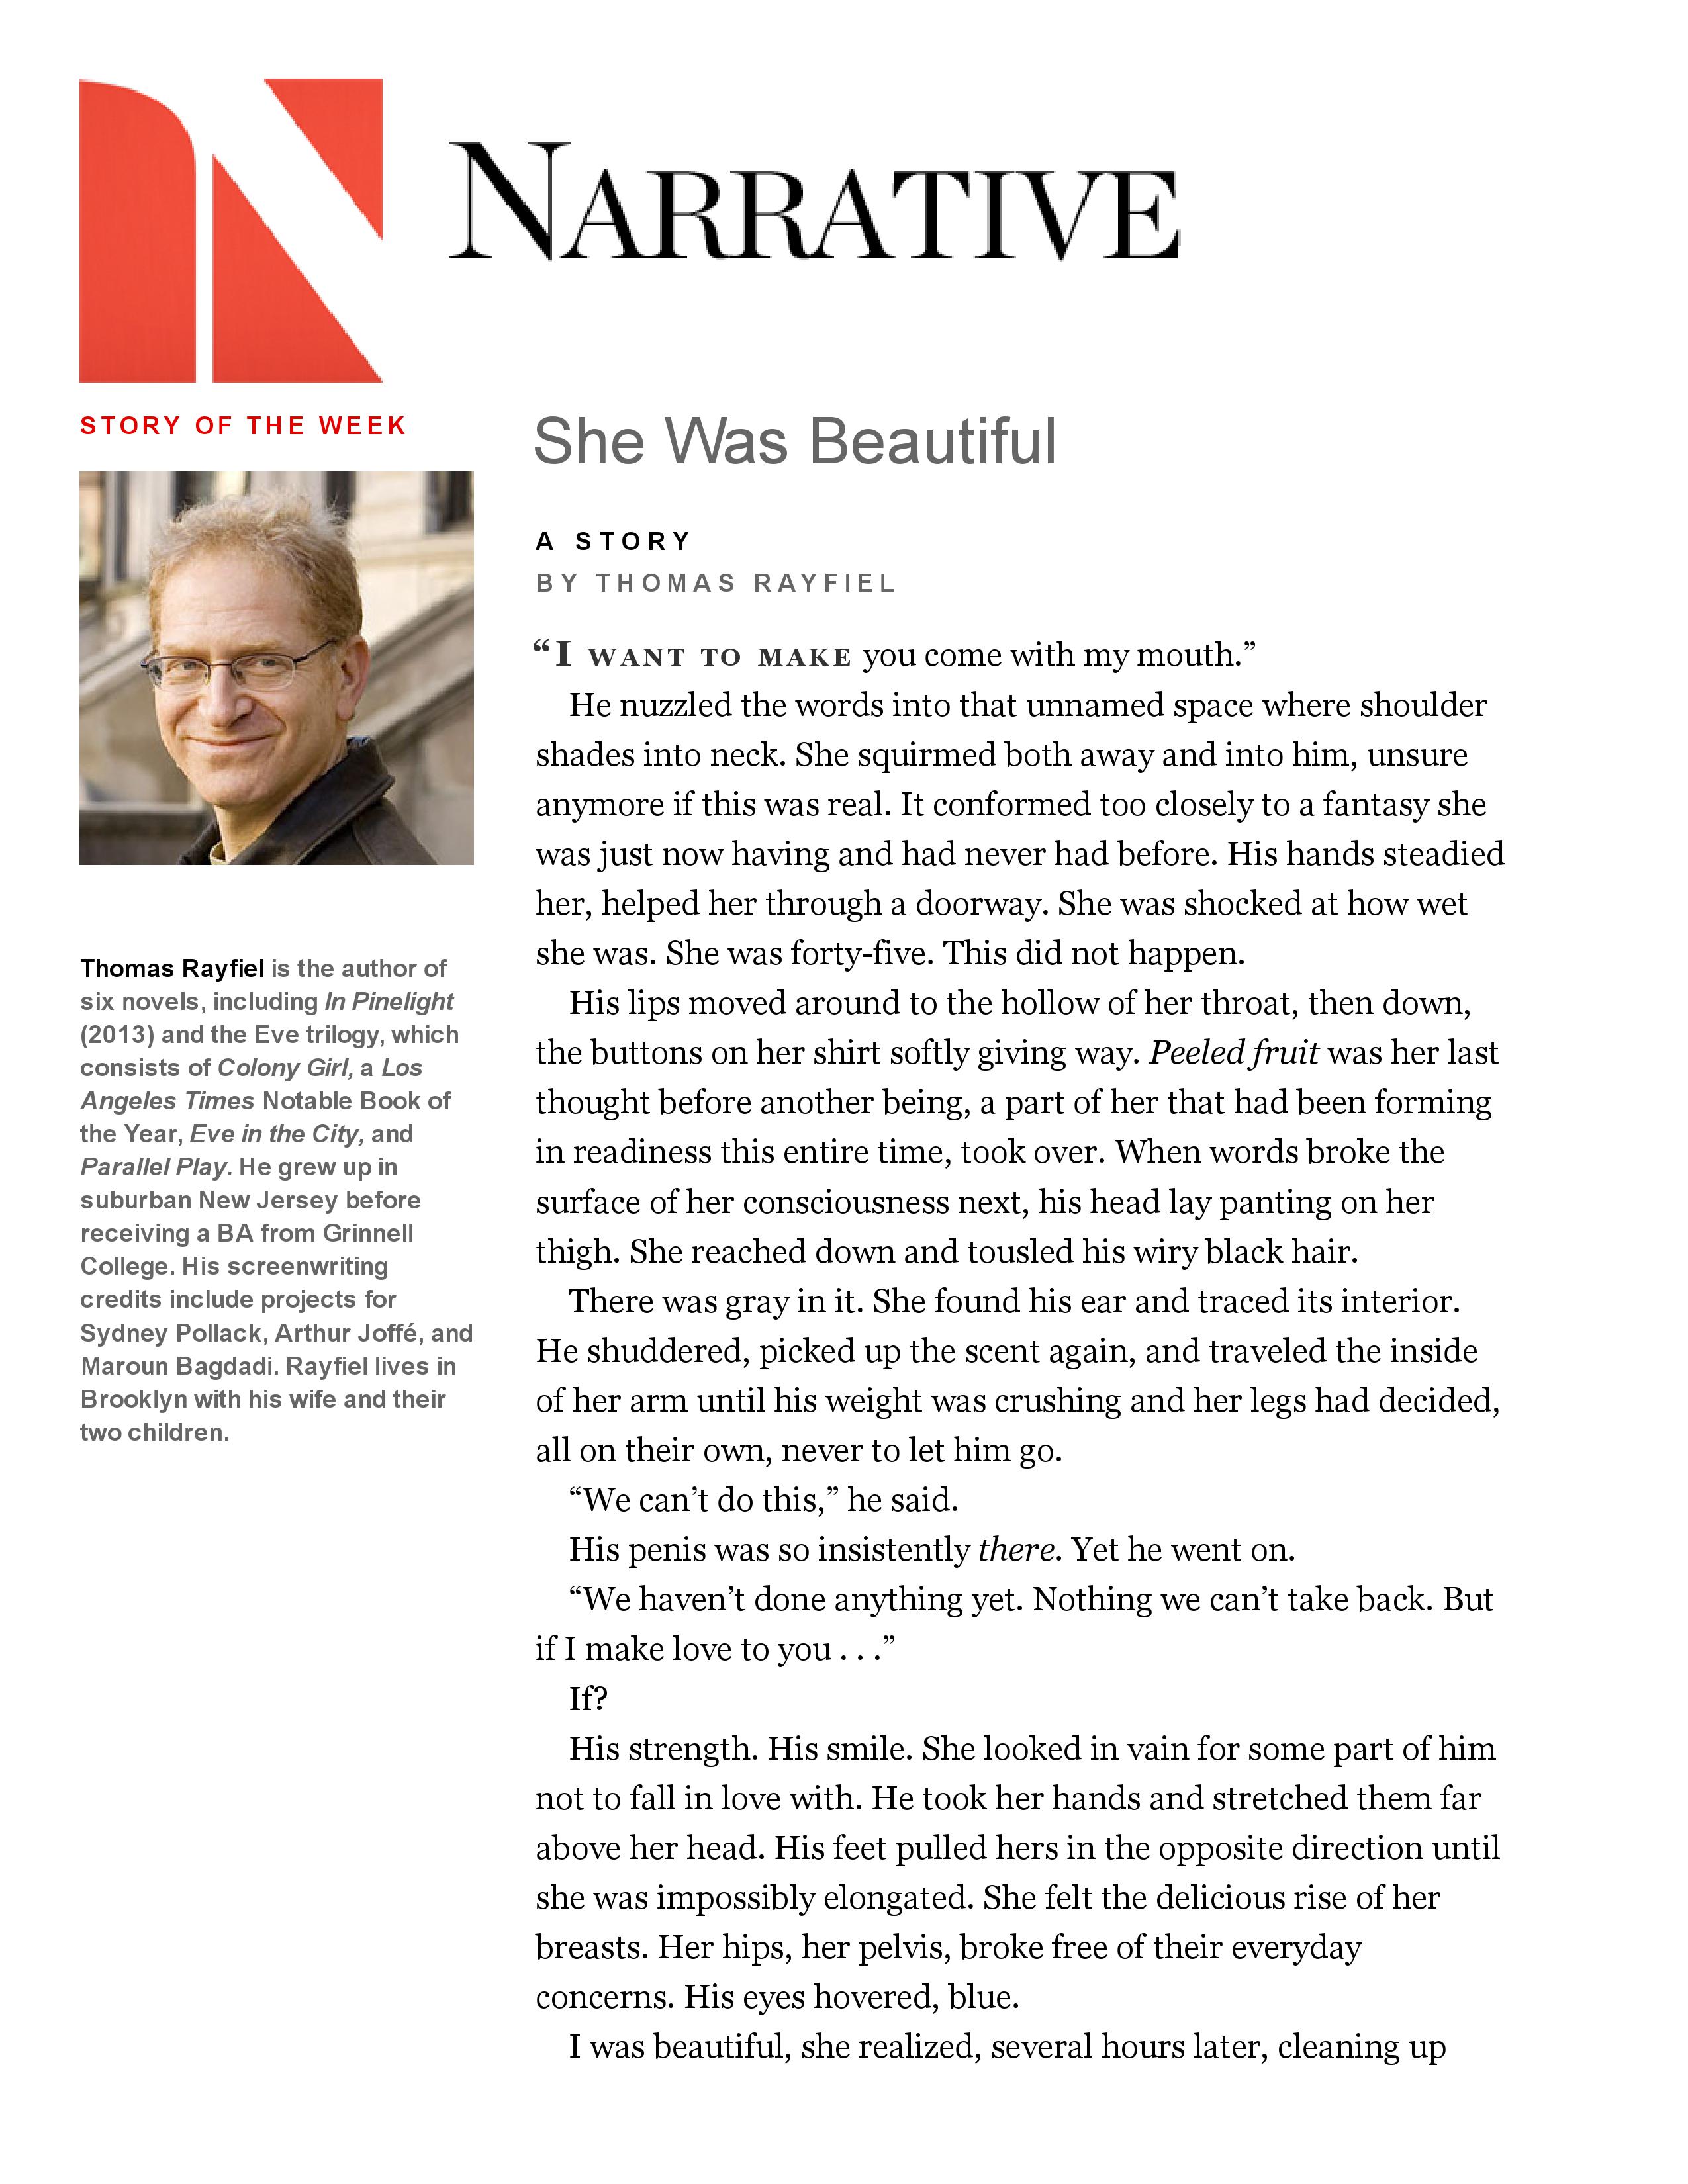 NARRATIVE
STORY OF THE WEEK
Thomas Rayfiel is the author of
six novels, including In Pinelight
(2013) and the Eve trilogy, which
consists of Colony Girl, a Los
Angeles Times Notable Book of
the Year, Eve in the City, and
Parallel Play. He grew up in
suburban New Jersey before
receiving a BA from Grinnell
College. His screenwriting
credits include projects for
Sydney Pollack, Arthur Joffé, and
Maroun Bagdadi. Rayfiel lives in
Brooklyn with his wife and their
two children.
She Was Beautiful
A STORY
BY THOMAS RAYFIEL
“I WANT TO MAKE you come with my mouth.”
He nuzzled the words into that unnamed space where shoulder
shades into neck. She squirmed both away and into him, unsure
anymore if this was real. It conformed too closely to a fantasy she
was just now having and had never had before. His hands steadied
her, helped her through a doorway. She was shocked at how wet
she was. She was forty-five. This did not happen.
His lips moved around to the hollow of her throat, then down,
the buttons on her shirt softly giving way. Peeled fruit was her last
thought before another being, a part of her that had been forming
in readiness this entire time, took over. When words broke the
surface of her consciousness next, his head lay panting on her
thigh. She reached down and tousled his wiry black hair.
There was gray in it. She found his ear and traced its interior.
He shuddered, picked up the scent again, and traveled the inside
of her arm until his weight was crushing and her legs had decided,
all on their own, never to let him go.
“We can’t do this,” he said.
His penis was so insistently there. Yet he went on.
“We haven’t done anything yet. Nothing we can’t take back. But
if I make love to you . . .”
If?
His strength. His smile. She looked in vain for some part of him
not to fall in love with. He took her hands and stretched them far
above her head. His feet pulled hers in the opposite direction until
she was impossibly elongated. She felt the delicious rise of her
breasts. Her hips, her pelvis, broke free of their everyday
concerns. His eyes hovered, blue.
I was beautiful, she realized, several hours later, cleaning up